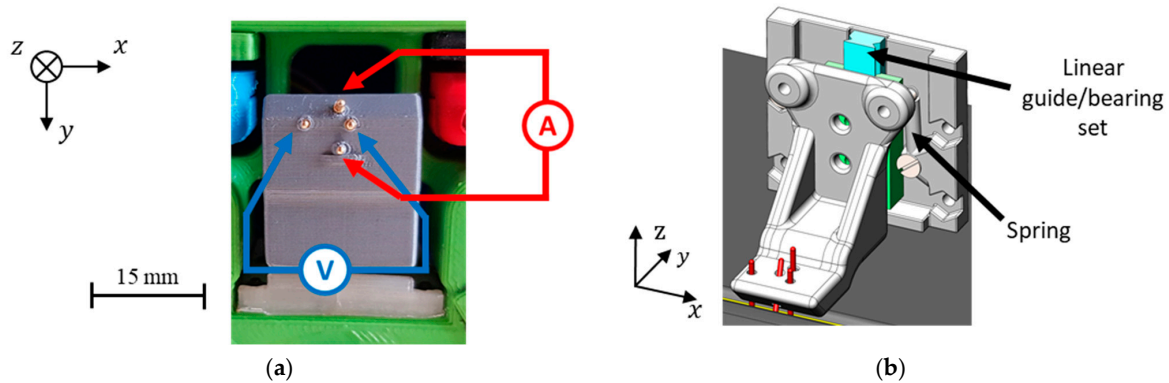 z
x
y
A
V
15 mm
(a)
Linear
guide/bearing
set
Spring
z
y
x
(b)